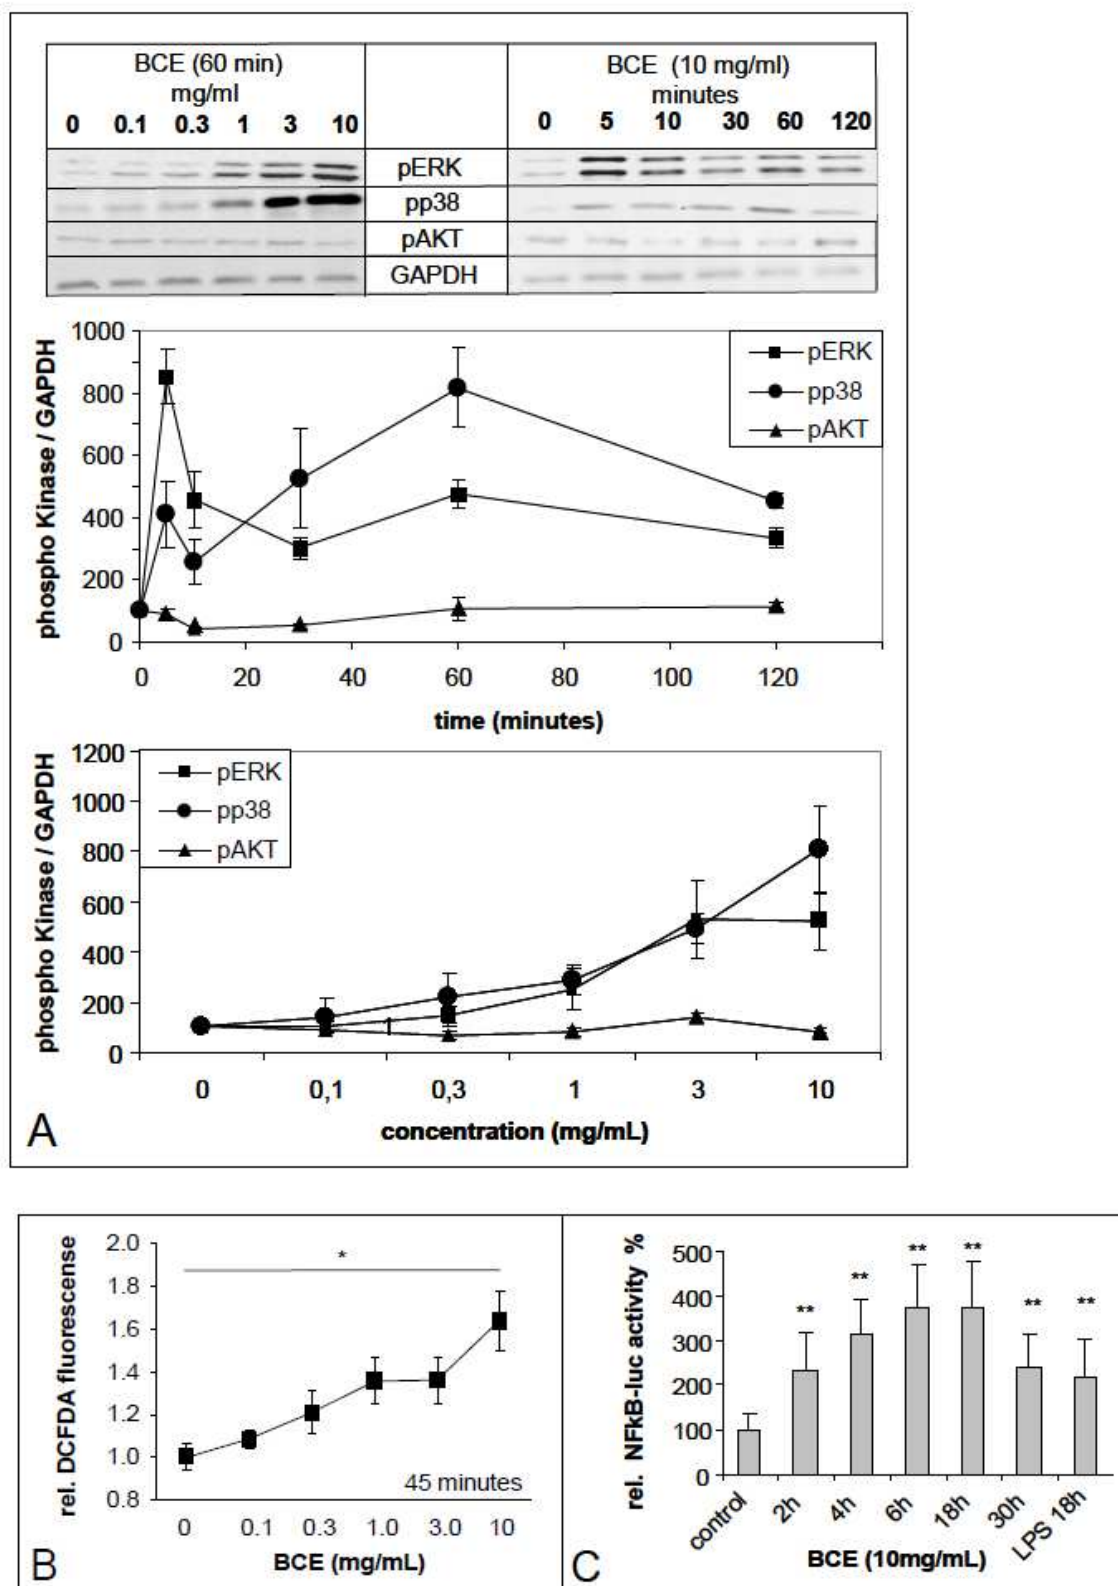 BCE (60 min)
mg/ml
0 0.1 0.3 1 3 10
BCE (10 mg/ml)
minutes
0 5 10 30 60 120
pERK
pp38
pAKT
GAPDH
phospho Kinase / GAPDH
1000
800
600
400
200
0
pERK
pp38
pAKT
0 20 40 60 80 100 120
time (minutes)
phospho Kinase / GAPDH
1200
1000
800
600
400
200
0
pERK
pp38
pAKT
0 0,1 0,3 1 3 10
concentration (mg/mL)
A
rel. DCFDA fluorescense
2.0
1.8
1.6
1.4
1.2
1.0
0.8
*
45 minutes
0 0.1 0.3 1.0 3.0 10
BCE (mg/mL)
B
rel. NFkB-luc activity %
500
400
300
200
100
0
** ** ** ** ** **
control 2h 4h 6h 18h 30h LPS 18h
BCE (10mg/mL)
C